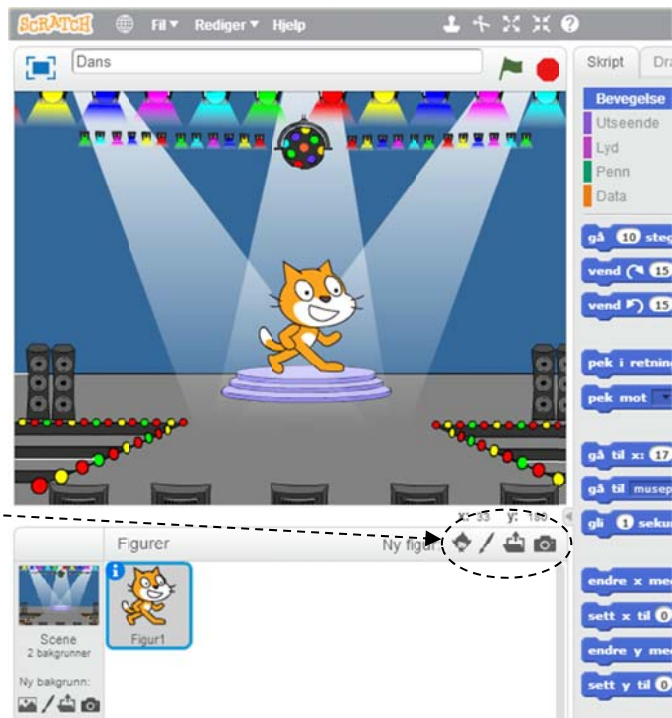 SCRATCH Fil Rediger Hjelp
Dans
Skript
Bevegelse
Utseende
Lyd
Penn
Data
gå 10 steg
vend 15
vend 15
pek i retning
pek mot
gå til x: 17
gå til musep
gli 1 sekun
endre x med
sett x til 0
endre y med
sett y til 0
x: 33 y: 180
Figurer Ny figur
Figur1
Scene
2 bakgrunner
Ny bakgrunn: